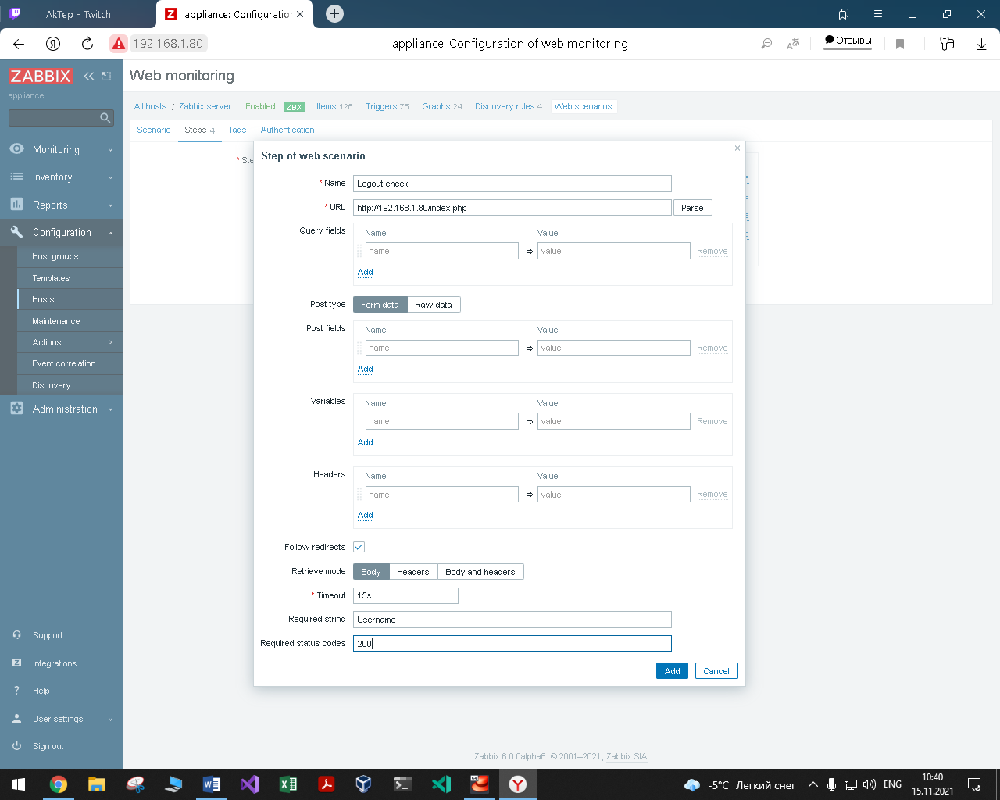 AkTep - Twitch
appliance: Configuration
192.168.1.80
appliance: Configuration of web monitoring
Отзывы
ZABBIX
appliance
Monitoring
Inventory
Reports
Configuration
Host groups
Templates
Hosts
Maintenance
Actions
Event correlation
Discovery
Administration
Support
Integrations
Help
User settings
Sign out
Web monitoring
All hosts / Zabbix server Enabled ZBX Items 126 Triggers 75 Graphs 24 Discovery rules 4 Web scenarios
Scenario Steps 4 Tags Authentication
* Ste
Step of web scenario
* Name Logout check
* URL http://192.168.1.80/index.php Parse
Query fields Name Value
name ⇒ value Remove
Add
Post type Form data Raw data
Post fields Name Value
name ⇒ value Remove
Add
Variables Name Value
name ⇒ value Remove
Add
Headers Name Value
name ⇒ value Remove
Add
Follow redirects
Retrieve mode Body Headers Body and headers
* Timeout 15s
Required string Username
Required status codes 200
Add Cancel
Zabbix 6.0.0alpha6. © 2001–2021, Zabbix SIA
-5°C Легкий снег
ENG
10:40
15.11.2021